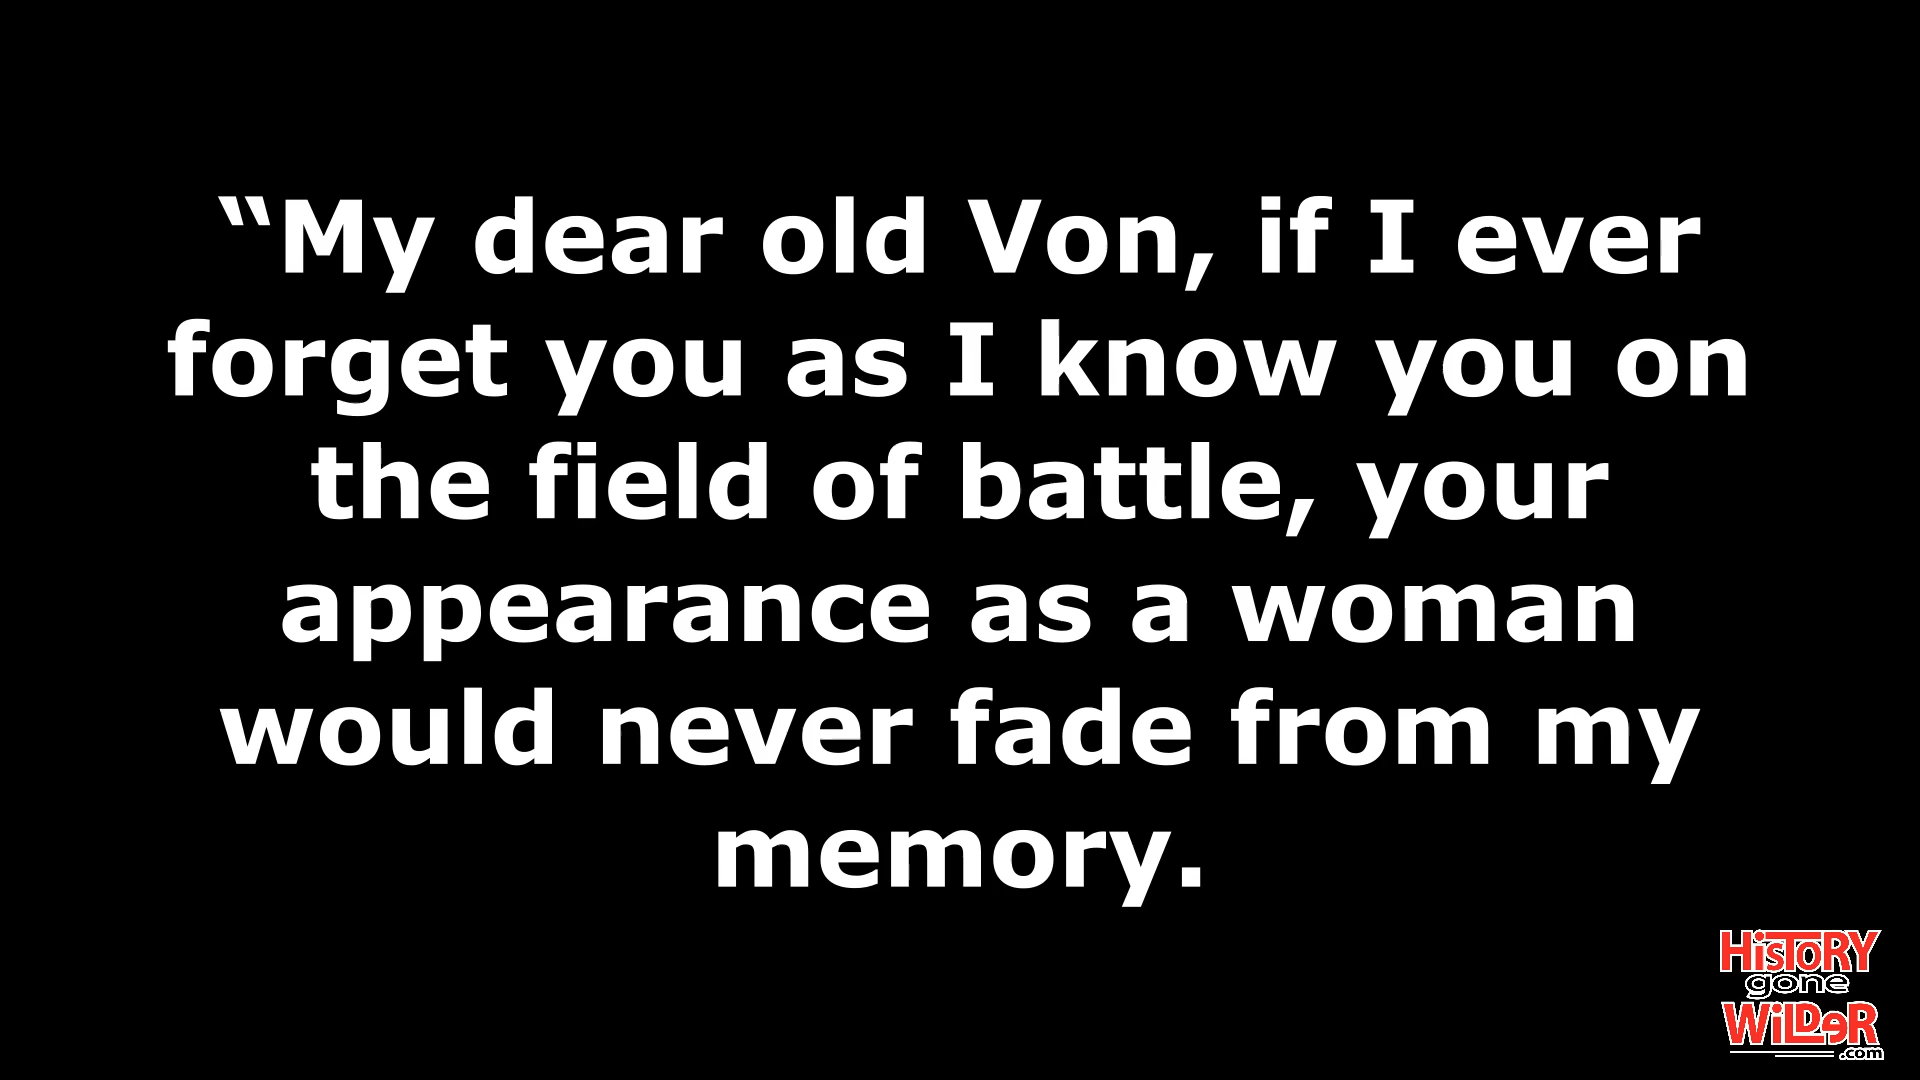 “My dear old Von, if I ever
forget you as I know you on
the field of battle, your
appearance as a woman
would never fade from my
memory.
HiSTORY
gone
WiLDeR
.com